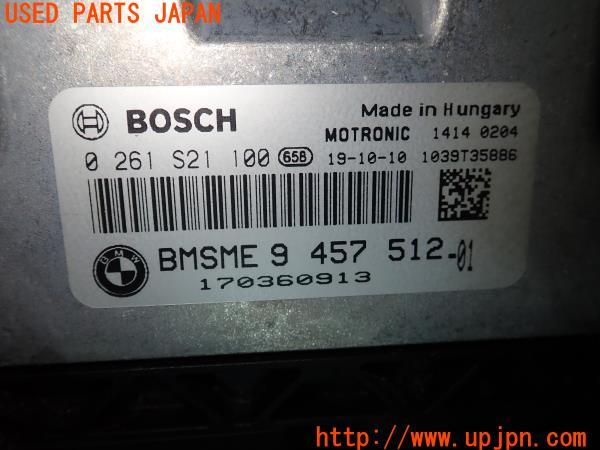 USED PARTS JAPAN
BOSCH
Made in Hungary
MOTRONIC 1414 0204
0 261 S21 100 658 19-10-10 1039T35886
BMW
BMSME 9 457 512-01
170360913
http://www.upjpn.com